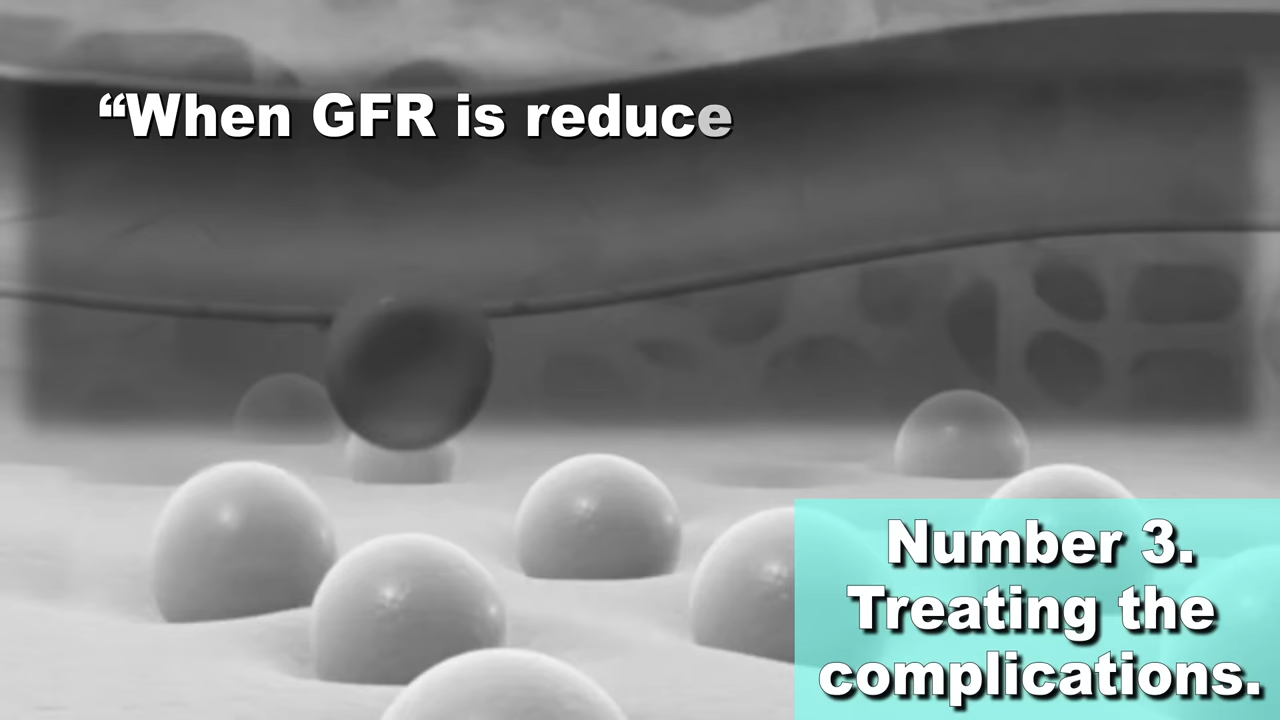 “When GFR is reduce
Number 3.
Treating the
complications.